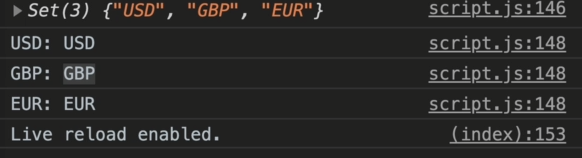 ▶ Set(3) {"USD", "GBP", "EUR"} script.js:146
USD: USD script.js:148
GBP: GBP script.js:148
EUR: EUR script.js:148
Live reload enabled. (index):153